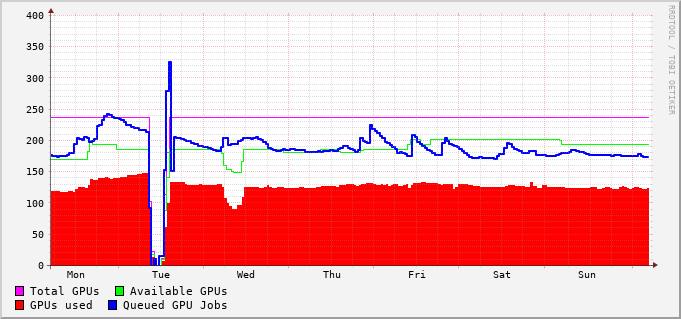 RRDTOOL / TOBI OETIKER
400
350
300
250
200
150
100
50
0
Mon Tue Wed Thu Fri Sat Sun
Total GPUs Available GPUs
GPUs used Queued GPU Jobs